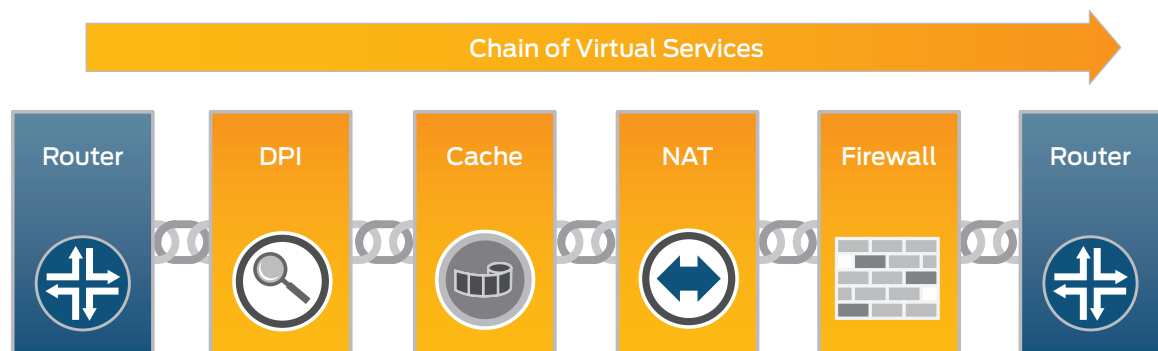 Chain of Virtual Services
Router
DPI
Cache
NAT
Firewall
Router